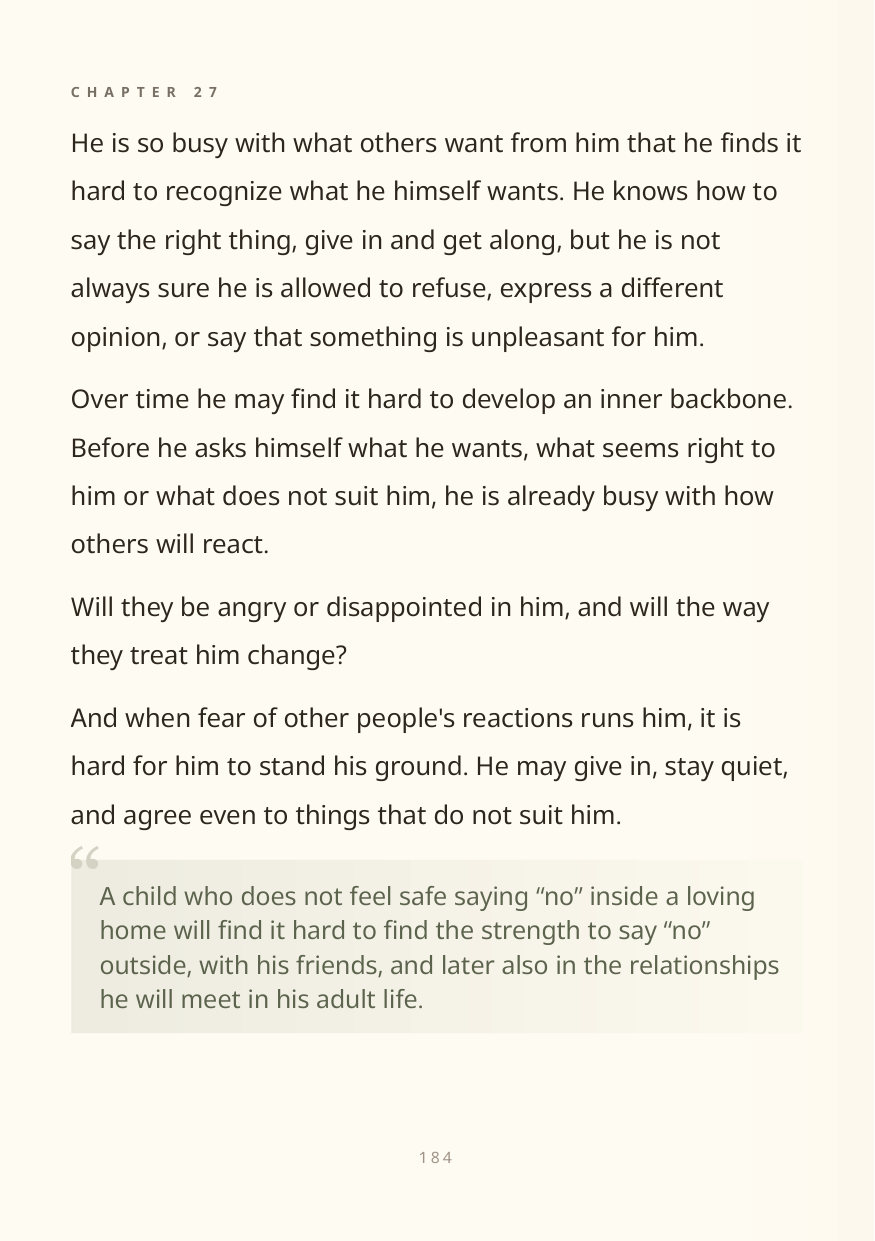 CHAPTER 27
He is so busy with what others want from him that he finds it
hard to recognize what he himself wants. He knows how to
say the right thing, give in and get along, but he is not
always sure he is allowed to refuse, express a different
opinion, or say that something is unpleasant for him.
Over time he may find it hard to develop an inner backbone.
Before he asks himself what he wants, what seems right to
him or what does not suit him, he is already busy with how
others will react.
Will they be angry or disappointed in him, and will the way
they treat him change?
And when fear of other people's reactions runs him, it is
hard for him to stand his ground. He may give in, stay quiet,
and agree even to things that do not suit him.
“
A child who does not feel safe saying “no” inside a loving
home will find it hard to find the strength to say “no”
outside, with his friends, and later also in the relationships
he will meet in his adult life.
184